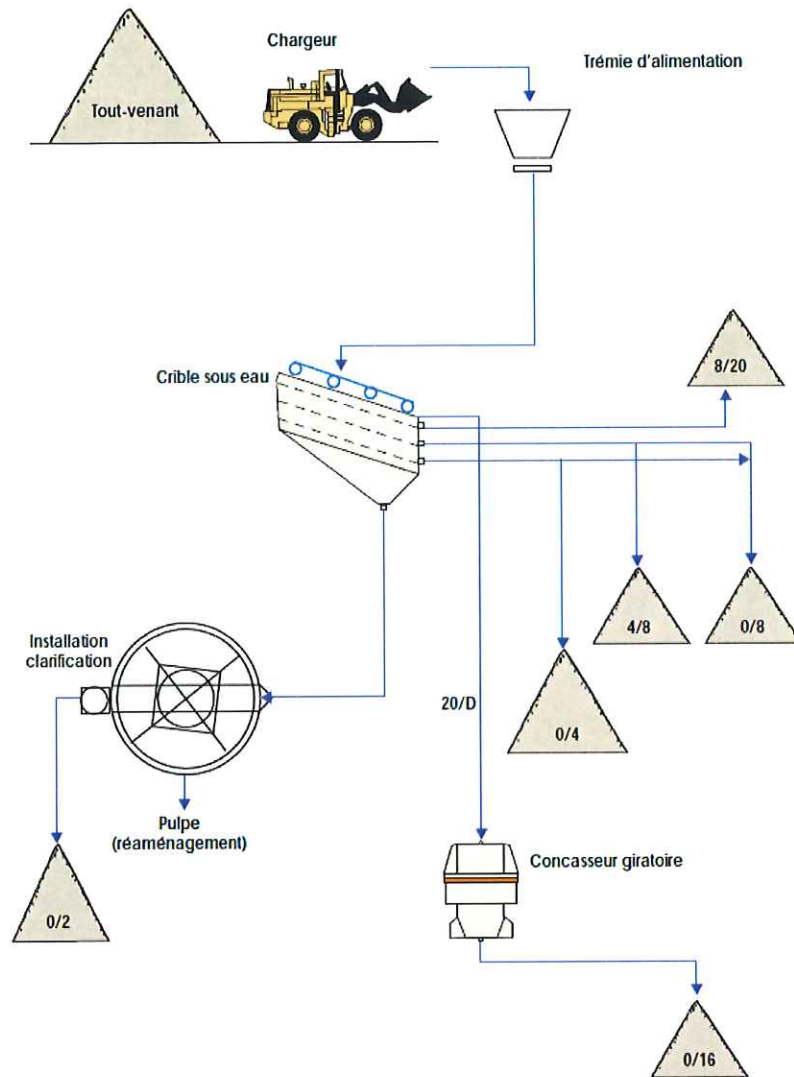 Chargeur
Trémie d'alimentation
Tout-venant
Crible sous eau
8/20
4/8
0/8
Installation
clarification
20/D
0/4
Pulpe
(réaménagement)
Concasseur giratoire
0/2
0/16